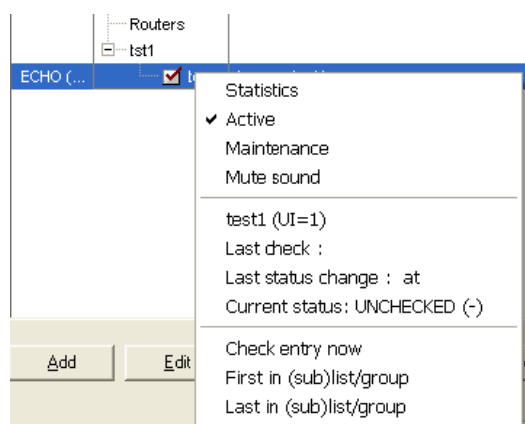 Routers
tst1
ECHO (...
Statistics
Active
Maintenance
Mute sound
test1 (UI=1)
Last check :
Last status change : at
Current status: UNCHECKED (-)
Check entry now
First in (sub)list/group
Last in (sub)list/group
Add
Edit